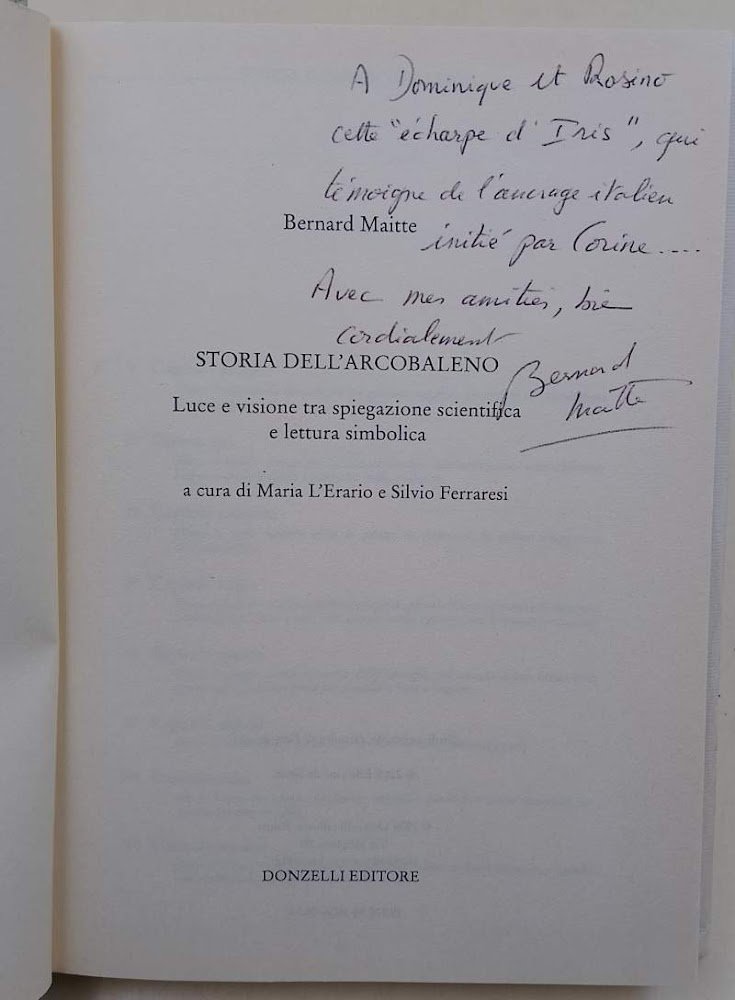 A Dominique et Rosino
cette "écharpe d'Iris", qui
témoigne de l'ancrage italien
Bernard Maitte
initié par Corine....
Avec mes amitiés, bien
cordialement
Bernard
Maitte
STORIA DELL'ARCOBALENO
Luce e visione tra spiegazione scientifica
e lettura simbolica
a cura di Maria L'Erario e Silvio Ferraresi
DONZELLI EDITORE